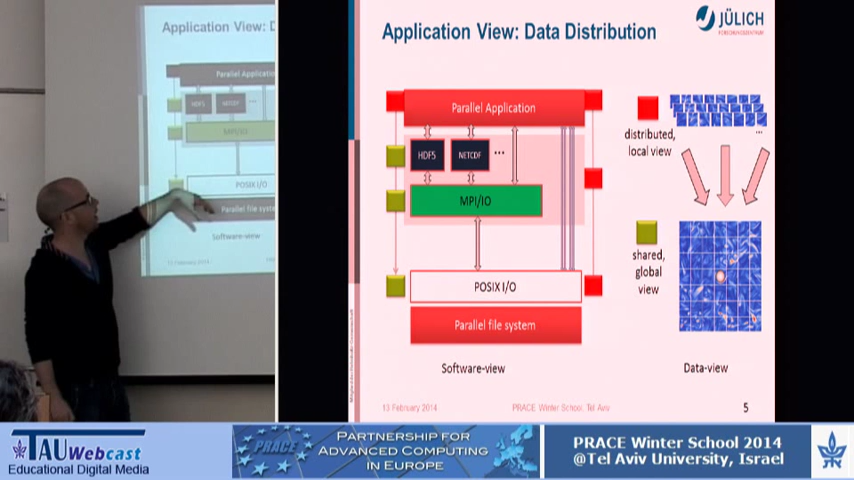 Application View: D
Parallel Applicatio
HDF5
NETCDF
...
MPI/IO
POSIX I/O
Parallel file syste
Software-view
13 February 2014
JÜLICH
FORSCHUNGSZENTRUM
Application View: Data Distribution
Parallel Application
HDF5
NETCDF
...
MPI/IO
POSIX I/O
Parallel file system
Software-view
distributed,
local view
...
shared,
global
view
Data-view
13 February 2014
PRACE Winter School, Tel Aviv
5
TAU Webcast
Educational Digital Media
PRACE
PARTNERSHIP FOR
ADVANCED COMPUTING
IN EUROPE
PRACE Winter School 2014
@Tel Aviv University, Israel